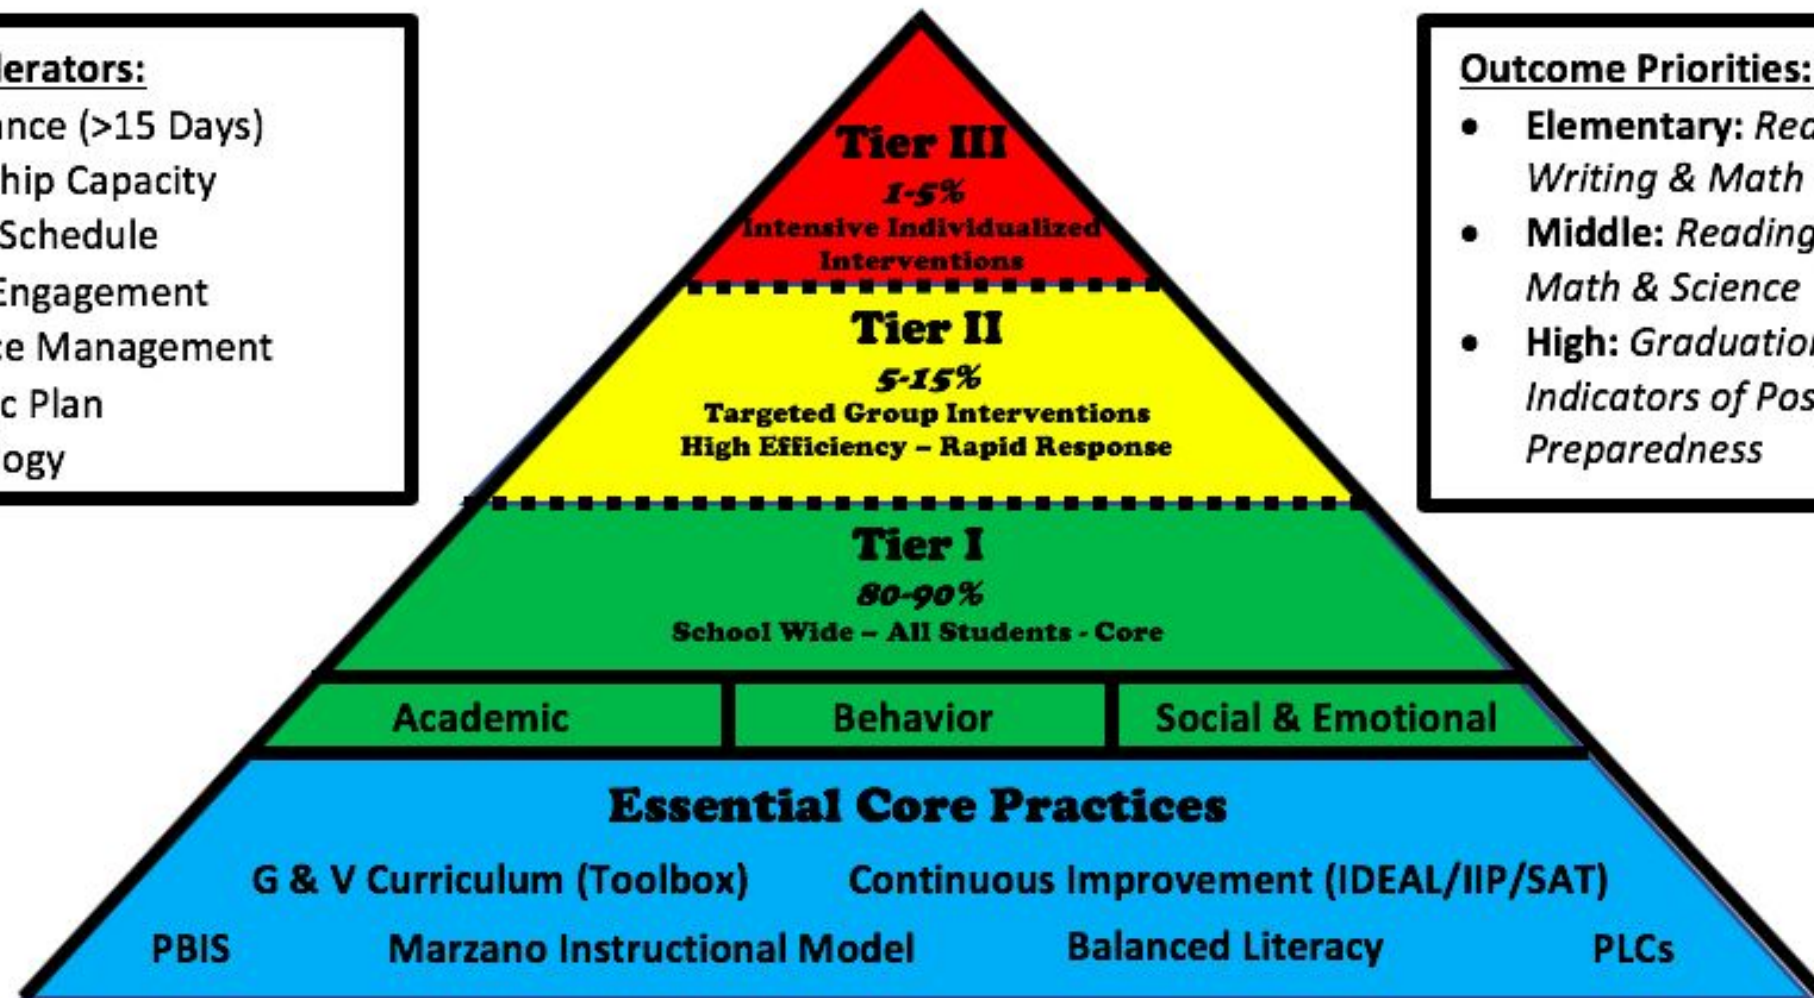 lerators:
ance (>15 Days)
hip Capacity
Schedule
Engagement
ce Management
c Plan
ogy
Tier III
1-5%
Intensive Individualized
Interventions
Tier II
5-15%
Targeted Group Interventions
High Efficiency – Rapid Response
Tier I
80-90%
School Wide – All Students - Core
Academic Behavior Social & Emotional
Essential Core Practices
G & V Curriculum (Toolbox) Continuous Improvement (IDEAL/IIP/SAT)
PBIS Marzano Instructional Model Balanced Literacy PLCs
Outcome Priorities:
• Elementary: Rea
Writing & Math
• Middle: Reading
Math & Science
• High: Graduation
Indicators of Pos
Preparedness